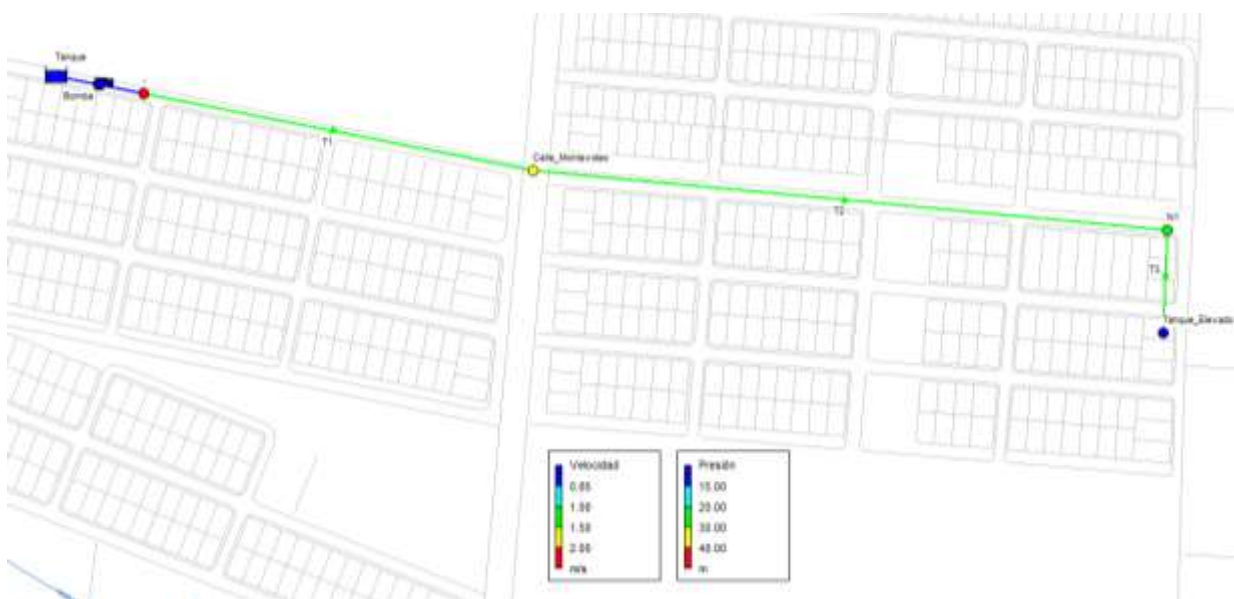 Tanque
Bomba
T1
Calle_Montevideo
T2
N1
T3
Tanque_Elevado
Velocidad
0.65
1.00
1.50
2.00
m/s
Presión
15.00
20.00
30.00
40.00
m